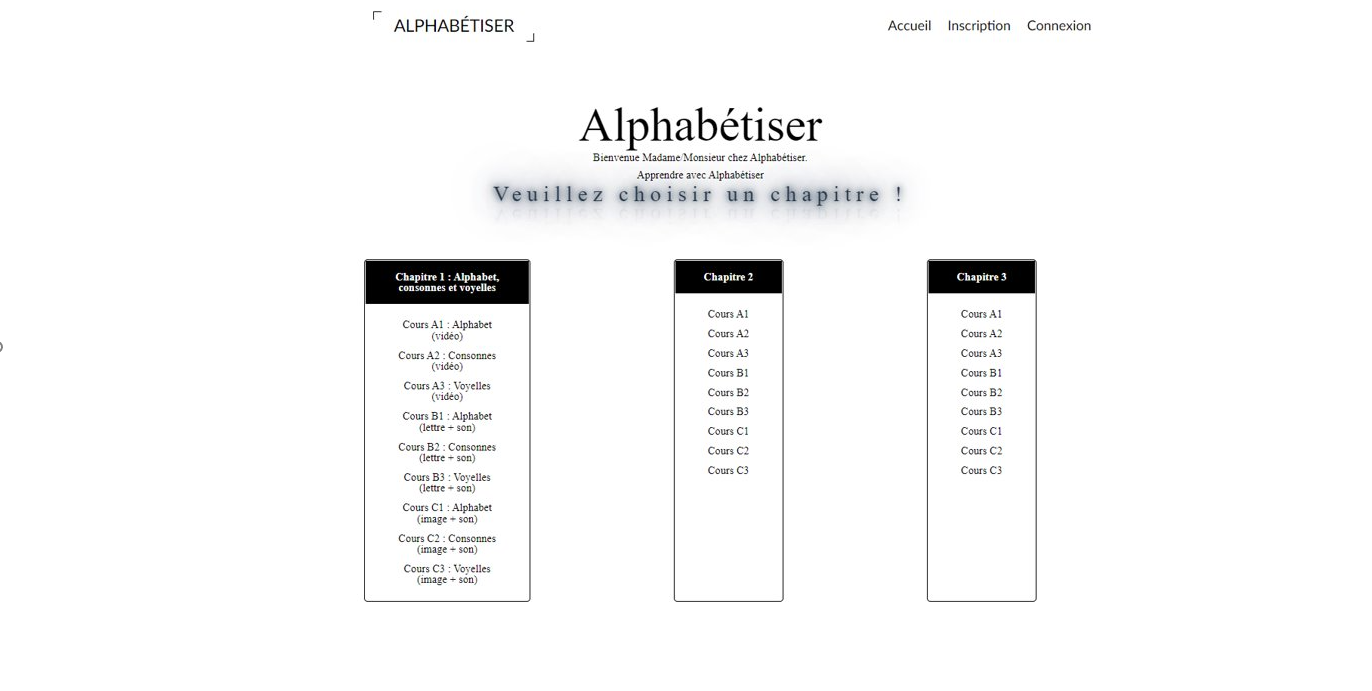 ALPHABÉTISER
Accueil Inscription Connexion
Alphabétiser
Bienvenue Madame/Monsieur chez Alphabétiser.
Apprendre avec Alphabétiser
Veuillez choisir un chapitre !
Chapitre 1 : Alphabet,
consonnes et voyelles
Cours A1 : Alphabet
(vidéo)
Cours A2 : Consonnes
(vidéo)
Cours A3 : Voyelles
(vidéo)
Cours B1 : Alphabet
(lettre + son)
Cours B2 : Consonnes
(lettre + son)
Cours B3 : Voyelles
(lettre + son)
Cours C1 : Alphabet
(image + son)
Cours C2 : Consonnes
(image + son)
Cours C3 : Voyelles
(image + son)
Chapitre 2
Cours A1
Cours A2
Cours A3
Cours B1
Cours B2
Cours B3
Cours C1
Cours C2
Cours C3
Chapitre 3
Cours A1
Cours A2
Cours A3
Cours B1
Cours B2
Cours B3
Cours C1
Cours C2
Cours C3